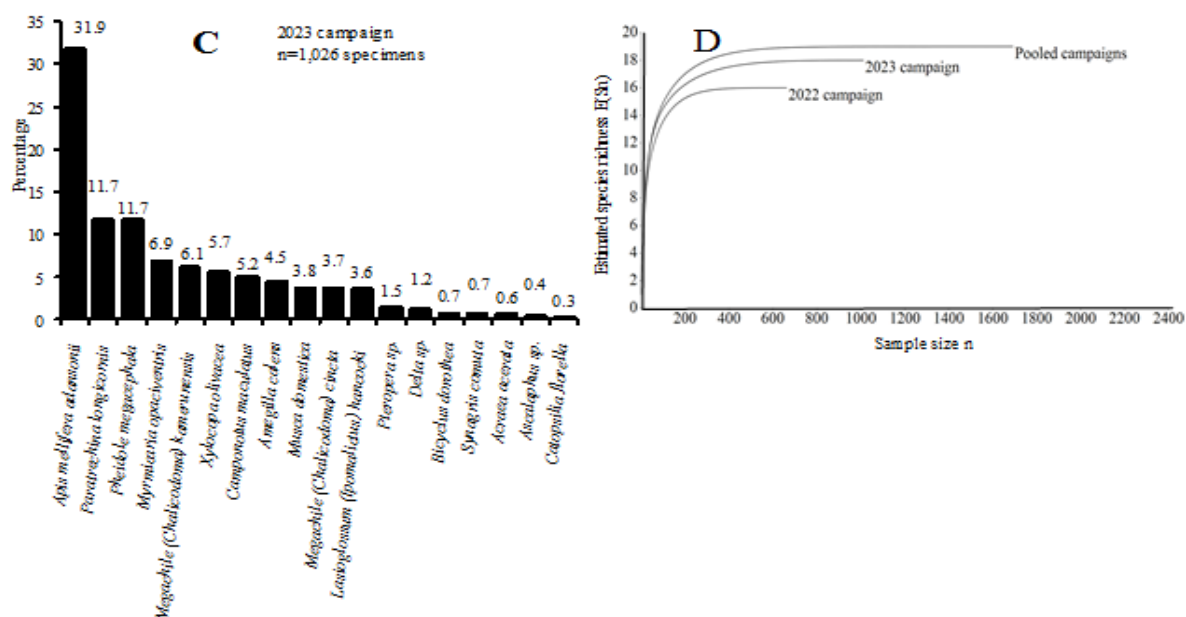 C
2023 campaign
n=1,026 specimens
Percentage
35
30
25
20
15
10
5
0
31.9
11.7
11.7
6.9
6.1
5.7
5.2
4.5
3.8
3.7
3.6
1.5
1.2
0.7
0.7
0.6
0.4
0.3
Apis mellifera adansonii
Paratrachina longicornis
Pheidole megacephala
Myrmicaria opaciventris
Megachile (Chalicodoma) kamerunensis
Xylocopa olivacea
Camponotus maculatus
Amegilla calens
Musca domestica
Megachile (Chalicodoma) cincta
Lasioglossum (Ipomalictus) hancocki
Pteropera sp.
Delta sp.
Bicyclus dorothea
Synagris cornuta
Acraea acerata
Ascalaphus sp.
Catopsilia florella
D
Estimated species richness E(Sn)
20
18
16
14
12
10
8
6
4
2
0
Pooled campaigns
2023 campaign
2022 campaign
200 400 600 800 1000 1200 1400 1600 1800 2000 2200 2400
Sample size n